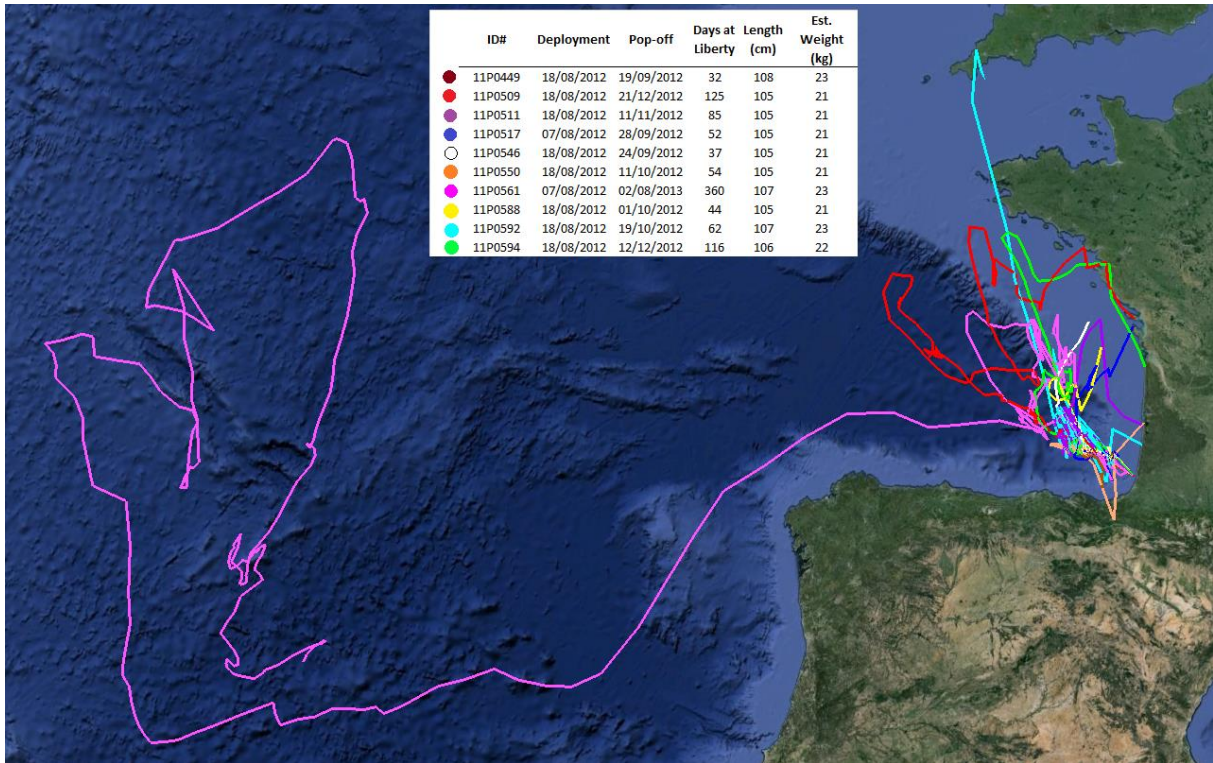 ID# Deployment Pop-off Days at Liberty Length (cm) Est. Weight (kg)
11P0449 18/08/2012 19/09/2012 32 108 23
11P0509 18/08/2012 21/12/2012 125 105 21
11P0511 18/08/2012 11/11/2012 85 105 21
11P0517 07/08/2012 28/09/2012 52 105 21
11P0546 18/08/2012 24/09/2012 37 105 21
11P0550 18/08/2012 11/10/2012 54 105 21
11P0561 07/08/2012 02/08/2013 360 107 23
11P0588 18/08/2012 01/10/2012 44 105 21
11P0592 18/08/2012 19/10/2012 62 107 23
11P0594 18/08/2012 12/12/2012 116 106 22